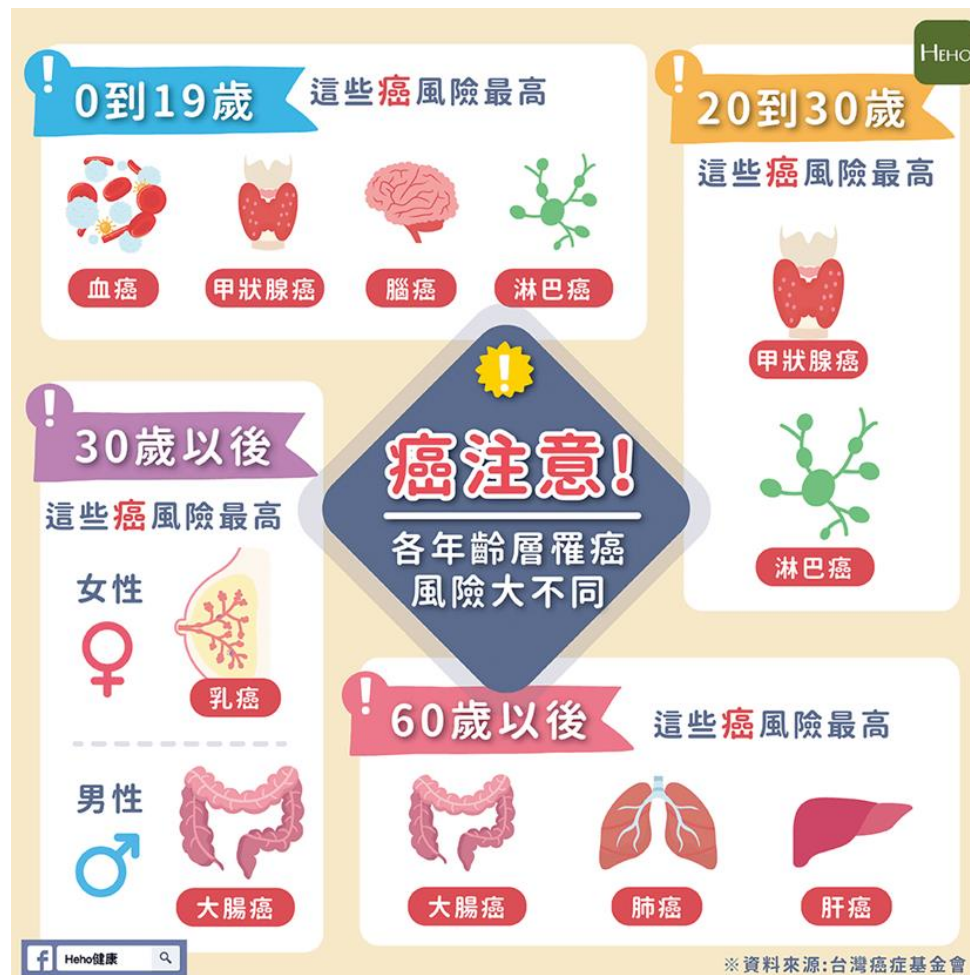 HEHO
0到19歲
這些癌風險最高
血癌
甲狀腺癌
腦癌
淋巴癌
20到30歲
這些癌風險最高
甲狀腺癌
淋巴癌
癌注意!
各年齡層罹癌
風險大不同
30歲以後
這些癌風險最高
女性
乳癌
男性
大腸癌
60歲以後
這些癌風險最高
大腸癌
肺癌
肝癌
f Heho健康
※資料來源:台灣癌症基金會